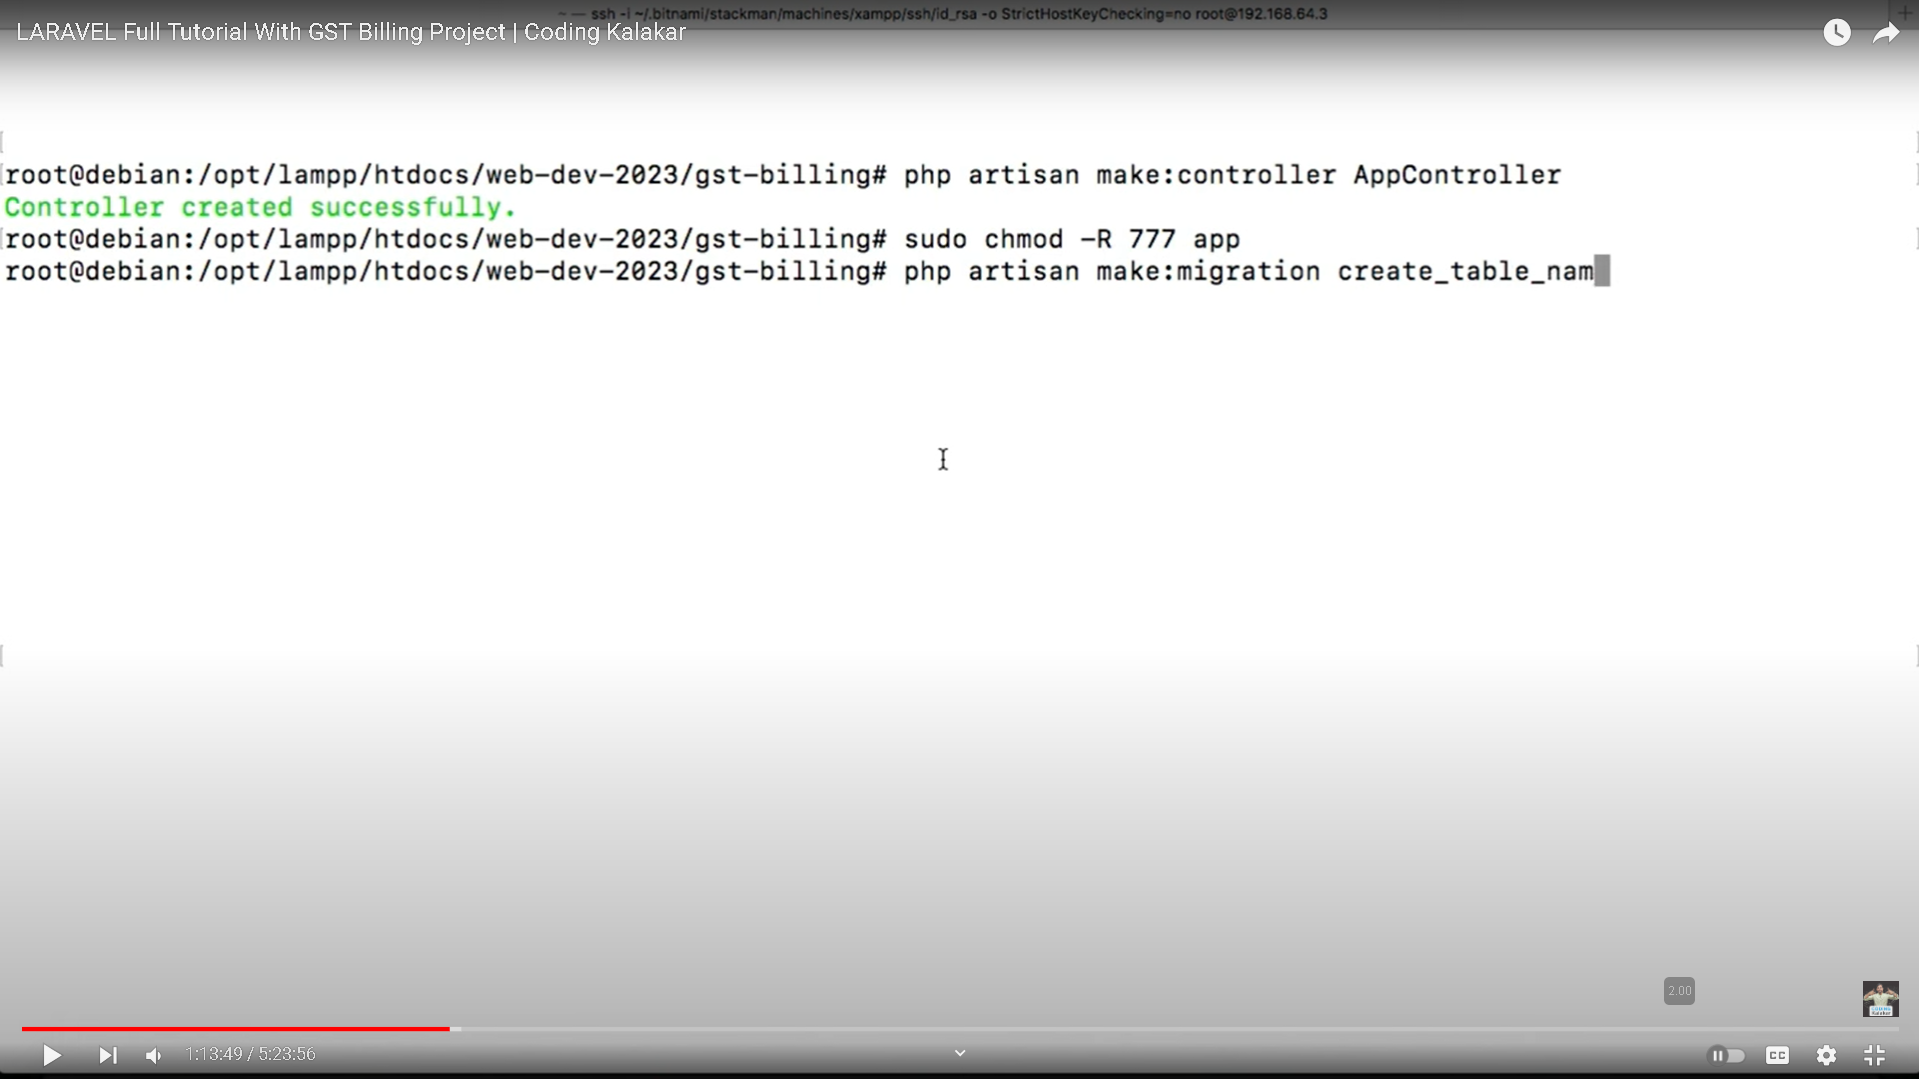 ~ — ssh -i ~/.bitnami/stackman/machines/xampp/ssh/id_rsa -o StrictHostKeyChecking=no root@192.168.64.3
LARAVEL Full Tutorial With GST Billing Project | Coding Kalakar
root@debian:/opt/lampp/htdocs/web-dev-2023/gst-billing# php artisan make:controller AppController
Controller created successfully.
root@debian:/opt/lampp/htdocs/web-dev-2023/gst-billing# sudo chmod -R 777 app
root@debian:/opt/lampp/htdocs/web-dev-2023/gst-billing# php artisan make:migration create_table_nam
2.00
1:13:49 / 5:23:56
CC